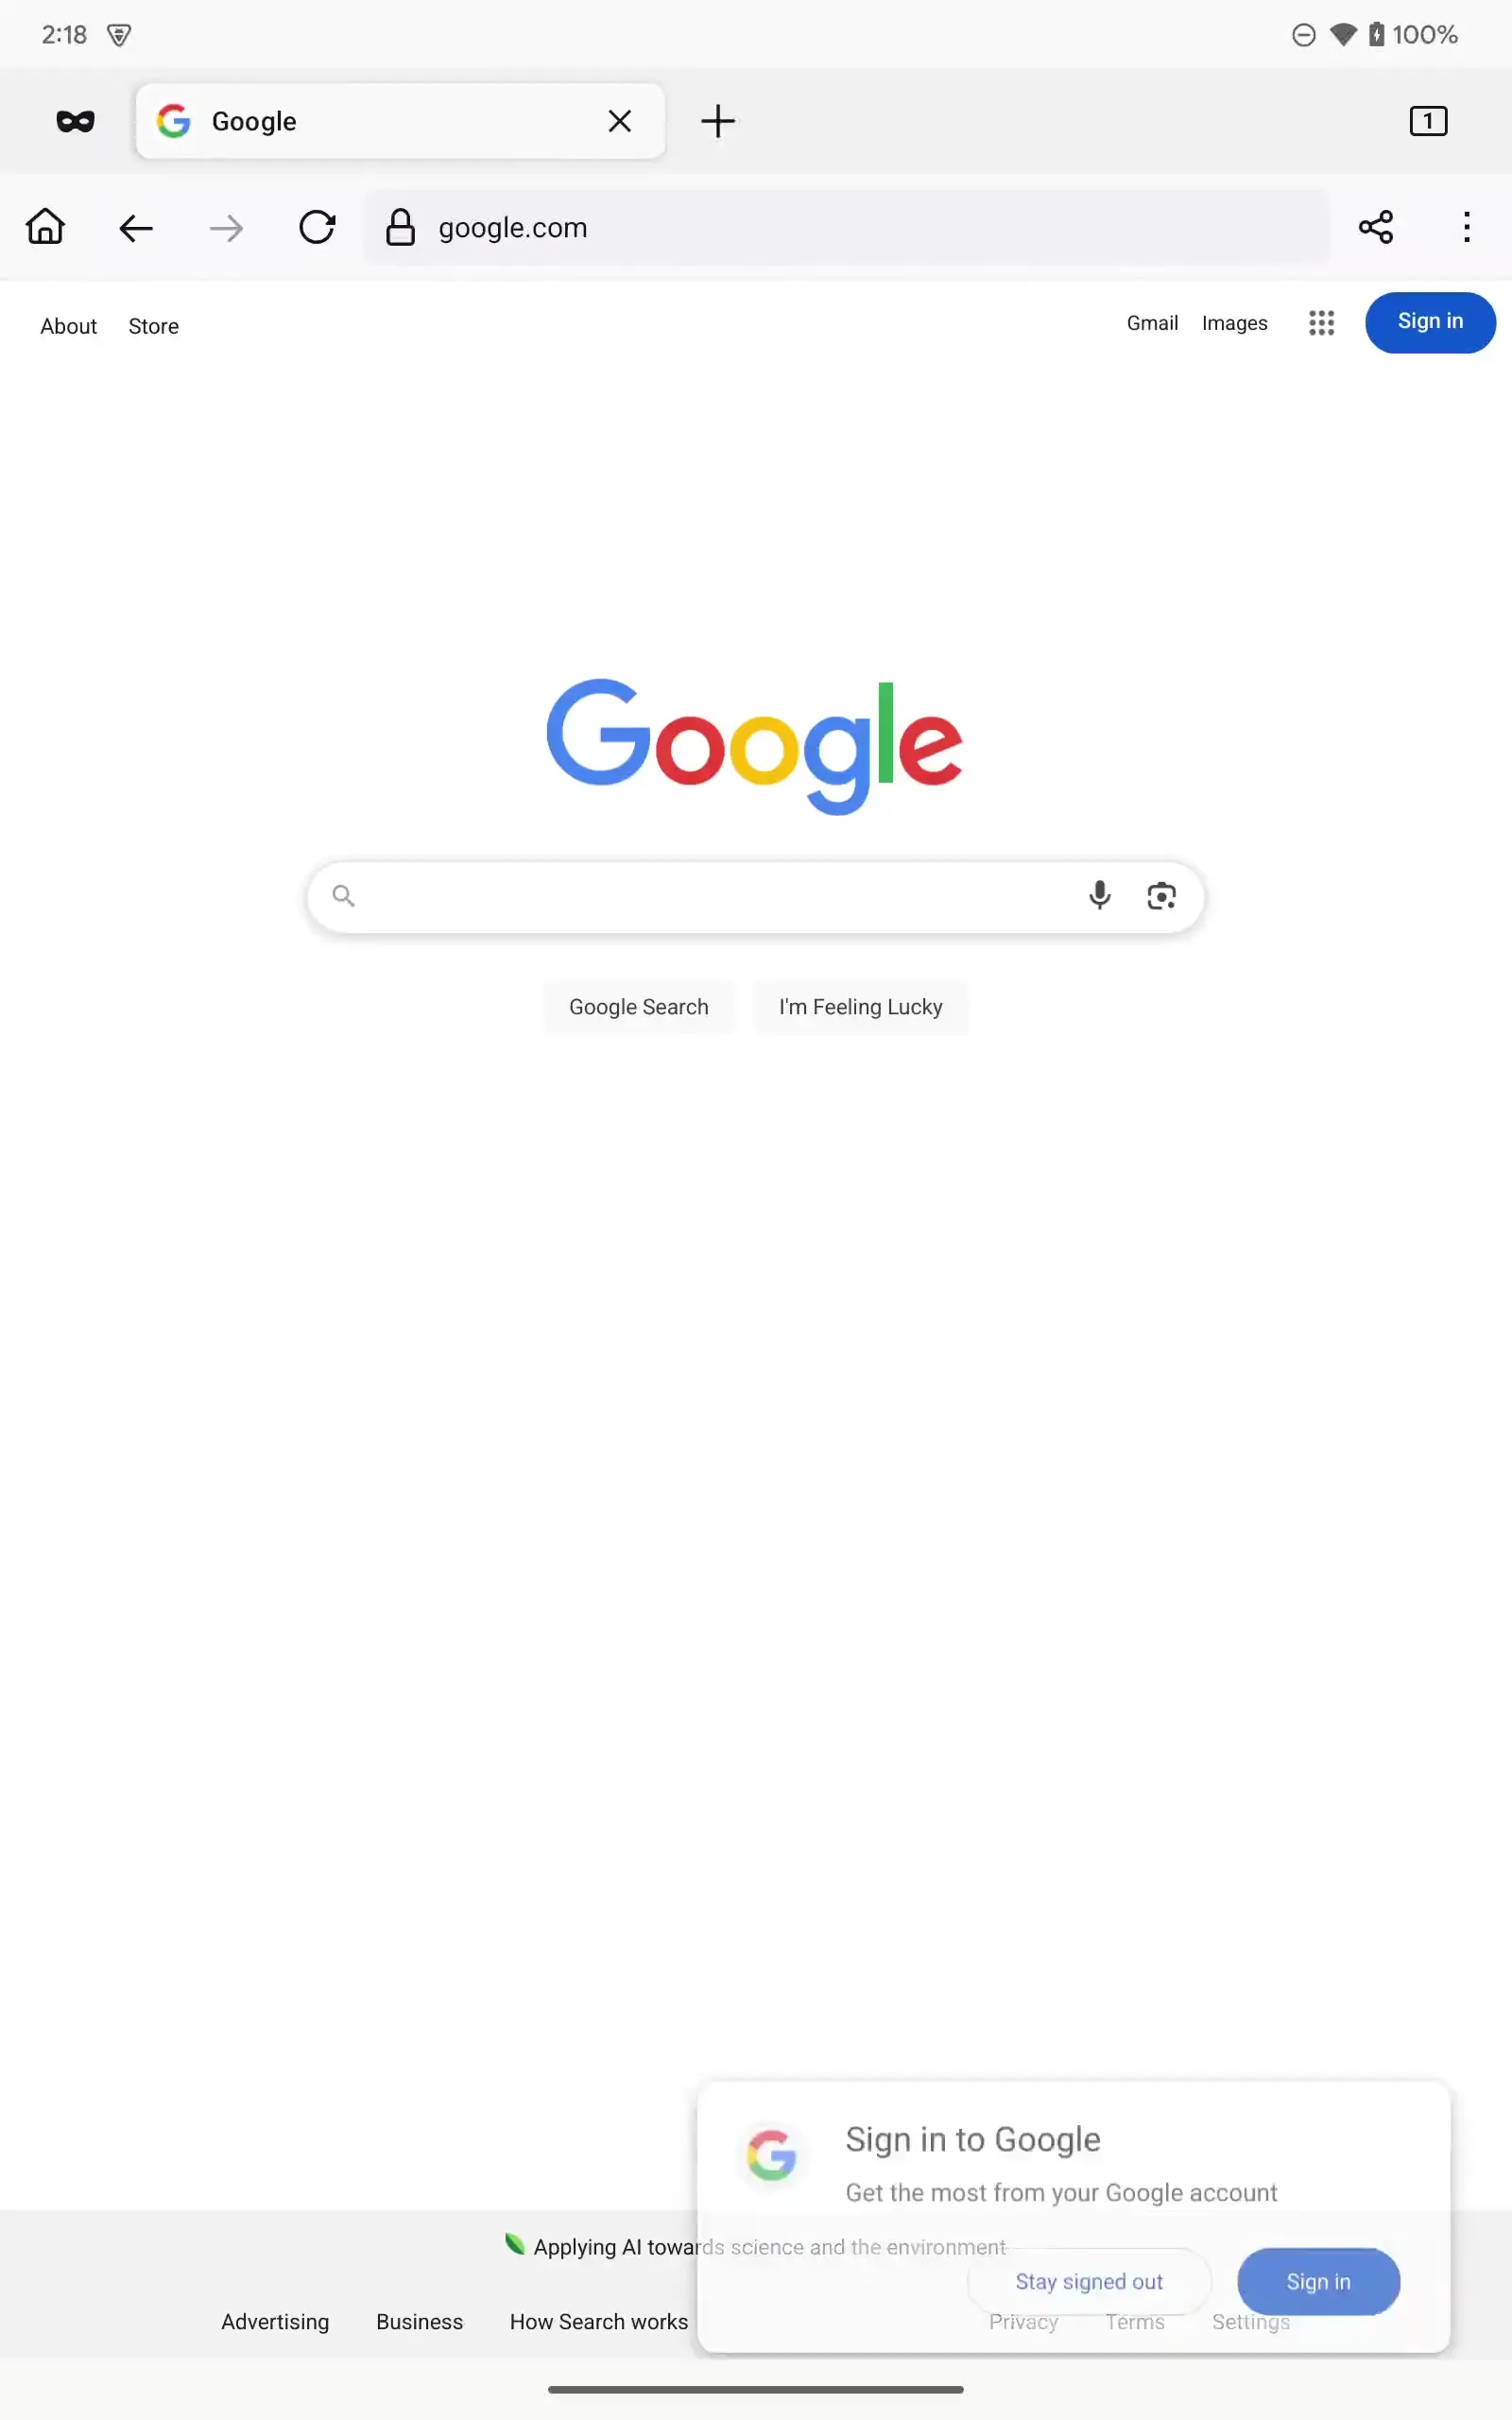 2:18
100%
Google
1
google.com
About Store
Gmail Images Sign in
Google
Google Search I'm Feeling Lucky
Sign in to Google
Get the most from your Google account
Applying AI towards science and the environment
Stay signed out Sign in
Advertising Business How Search works Privacy Terms Settings